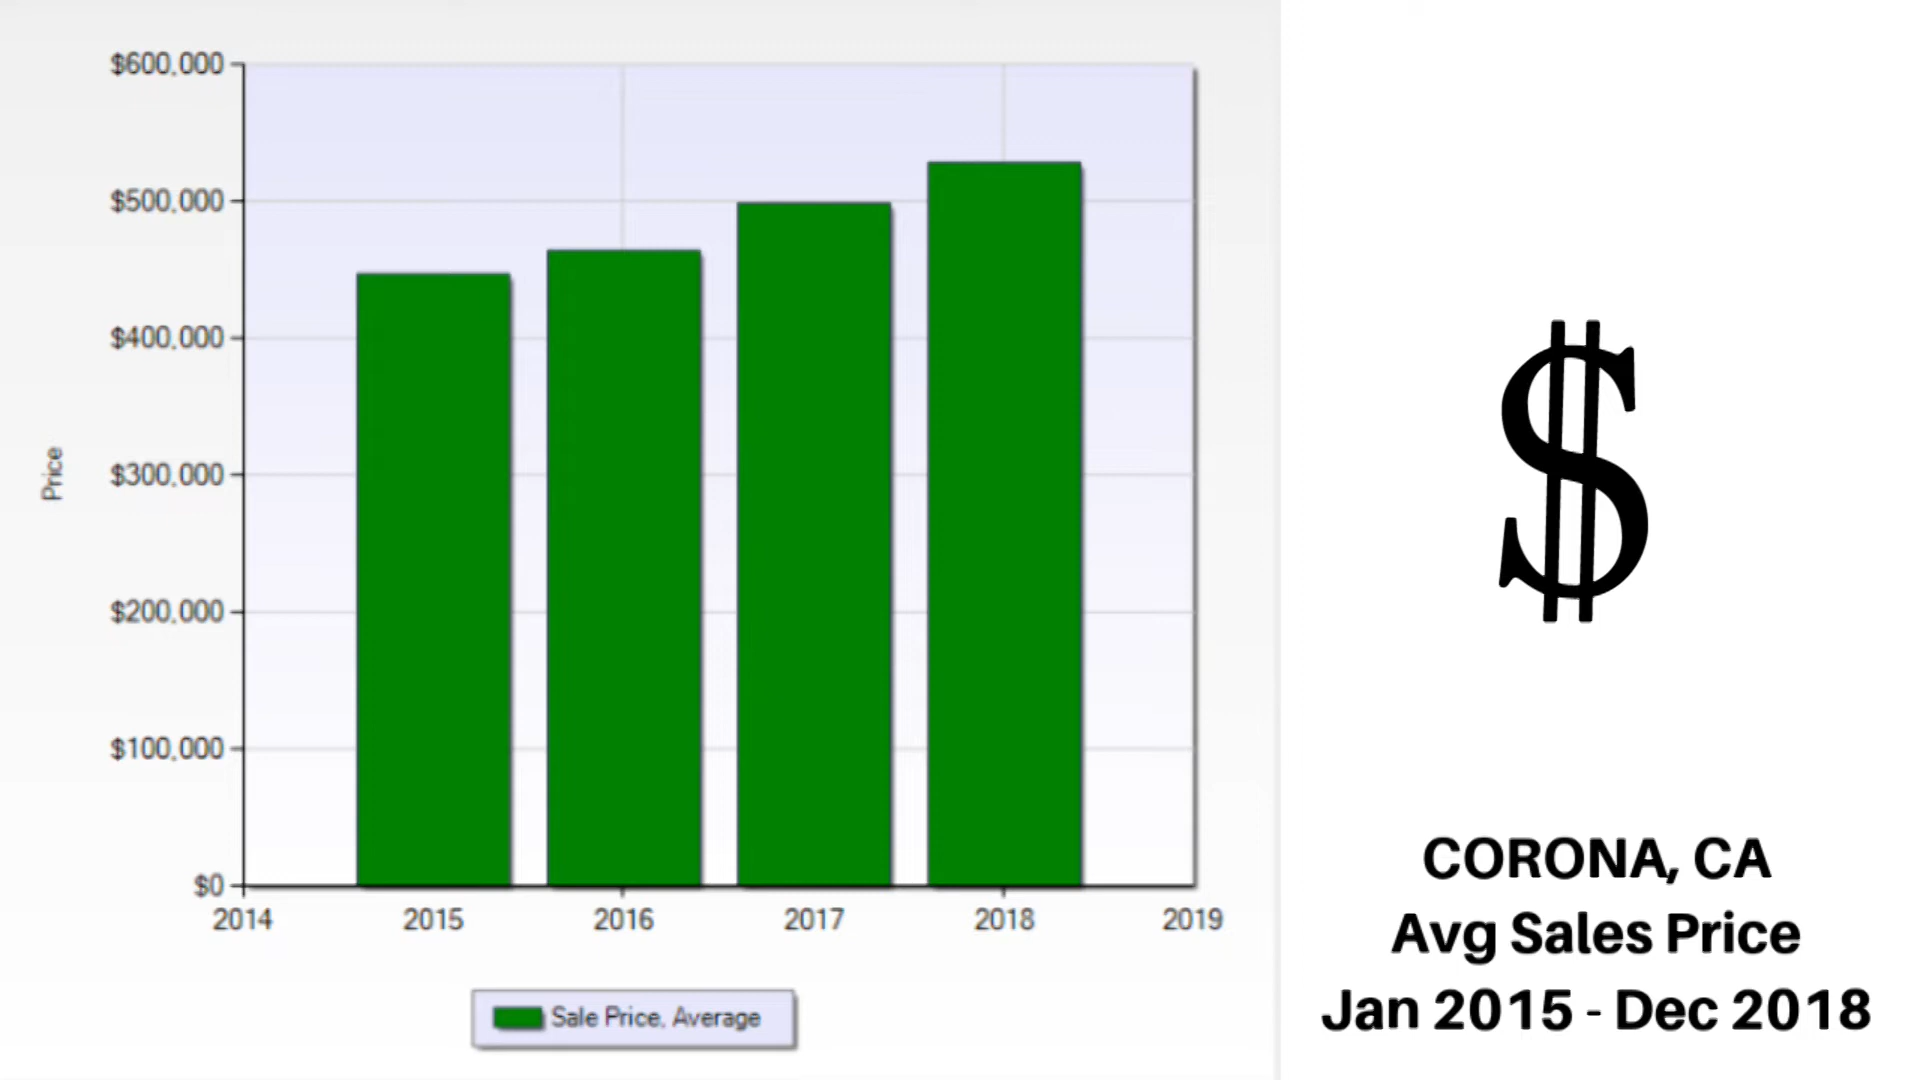 $600,000
$500,000
$400,000
$300,000
$200,000
$100,000
$0
Price
2014 2015 2016 2017 2018 2019
Sale Price, Average
$
CORONA, CA
Avg Sales Price
Jan 2015 - Dec 2018